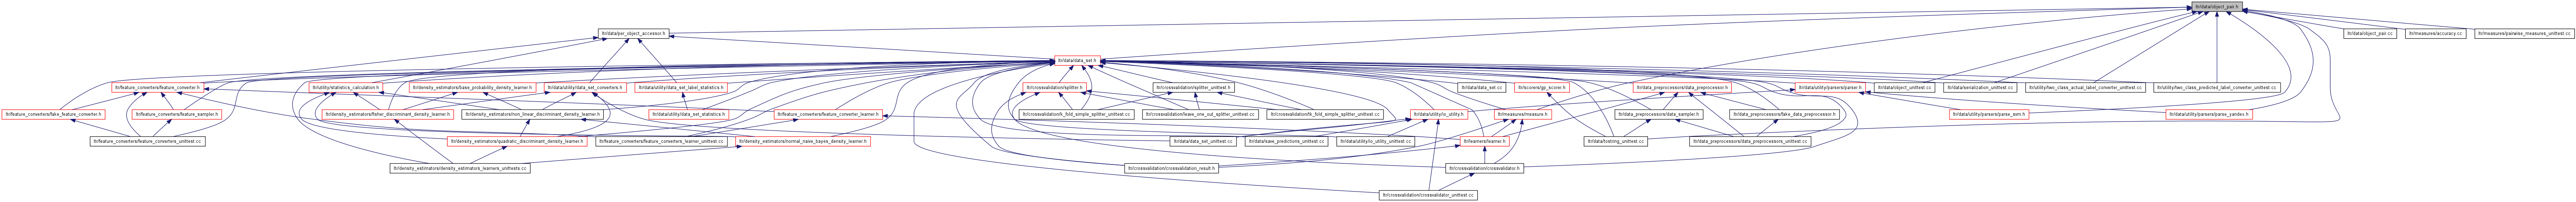 ltr/data/object_pair.h
ltr/data/per_object_accessor.h
ltr/data/object_pair.cc
ltr/measures/accuracy.cc
ltr/measures/pairwise_measures_unittest.cc
ltr/data/data_set.h
ltr/feature_converters/feature_converter.h
ltr/utility/statistics_calculation.h
ltr/density_estimators/base_probability_density_learner.h
ltr/data/utility/data_set_converters.h
ltr/data/utility/data_set_label_statistics.h
ltr/crossvalidation/splitter.h
ltr/crossvalidation/splitter_unittest.h
ltr/data/data_set.cc
ltr/scorers/gp_scorer.h
ltr/data_preprocessors/data_preprocessor.h
ltr/data/utility/parsers/parser.h
ltr/data/object_unittest.cc
ltr/data/serialization_unittest.cc
ltr/utility/two_class_actual_label_converter_unittest.cc
ltr/utility/two_class_predicted_label_converter_unittest.cc
ltr/feature_converters/fake_feature_converter.h
ltr/feature_converters/feature_sampler.h
ltr/density_estimators/fisher_discriminant_density_learner.h
ltr/density_estimators/non_linear_discriminant_density_learner.h
ltr/data/utility/data_set_statistics.h
ltr/feature_converters/feature_converter_learner.h
ltr/crossvalidation/k_fold_simple_splitter_unittest.cc
ltr/crossvalidation/leave_one_out_splitter_unittest.cc
ltr/crossvalidation/tk_fold_simple_splitter_unittest.cc
ltr/data/utility/io_utility.h
ltr/measures/measure.h
ltr/data_preprocessors/data_sampler.h
ltr/data_preprocessors/fake_data_preprocessor.h
ltr/data/utility/parsers/parse_svm.h
ltr/data/utility/parsers/parse_yandex.h
ltr/feature_converters/feature_converters_unittest.cc
ltr/density_estimators/quadratic_discriminant_density_learner.h
ltr/feature_converters/feature_converters_learner_unittest.cc
ltr/density_estimators/normal_naive_bayes_density_learner.h
ltr/data/data_set_unittest.cc
ltr/data/save_predictions_unittest.cc
ltr/data/utility/io_utility_unittest.cc
ltr/learners/learner.h
ltr/data/tostring_unittest.cc
ltr/data_preprocessors/data_preprocessors_unittest.cc
ltr/density_estimators/density_estimators_learners_unittests.cc
ltr/crossvalidation/crossvalidation_result.h
ltr/crossvalidation/crossvalidator.h
ltr/crossvalidation/crossvalidator_unittest.cc